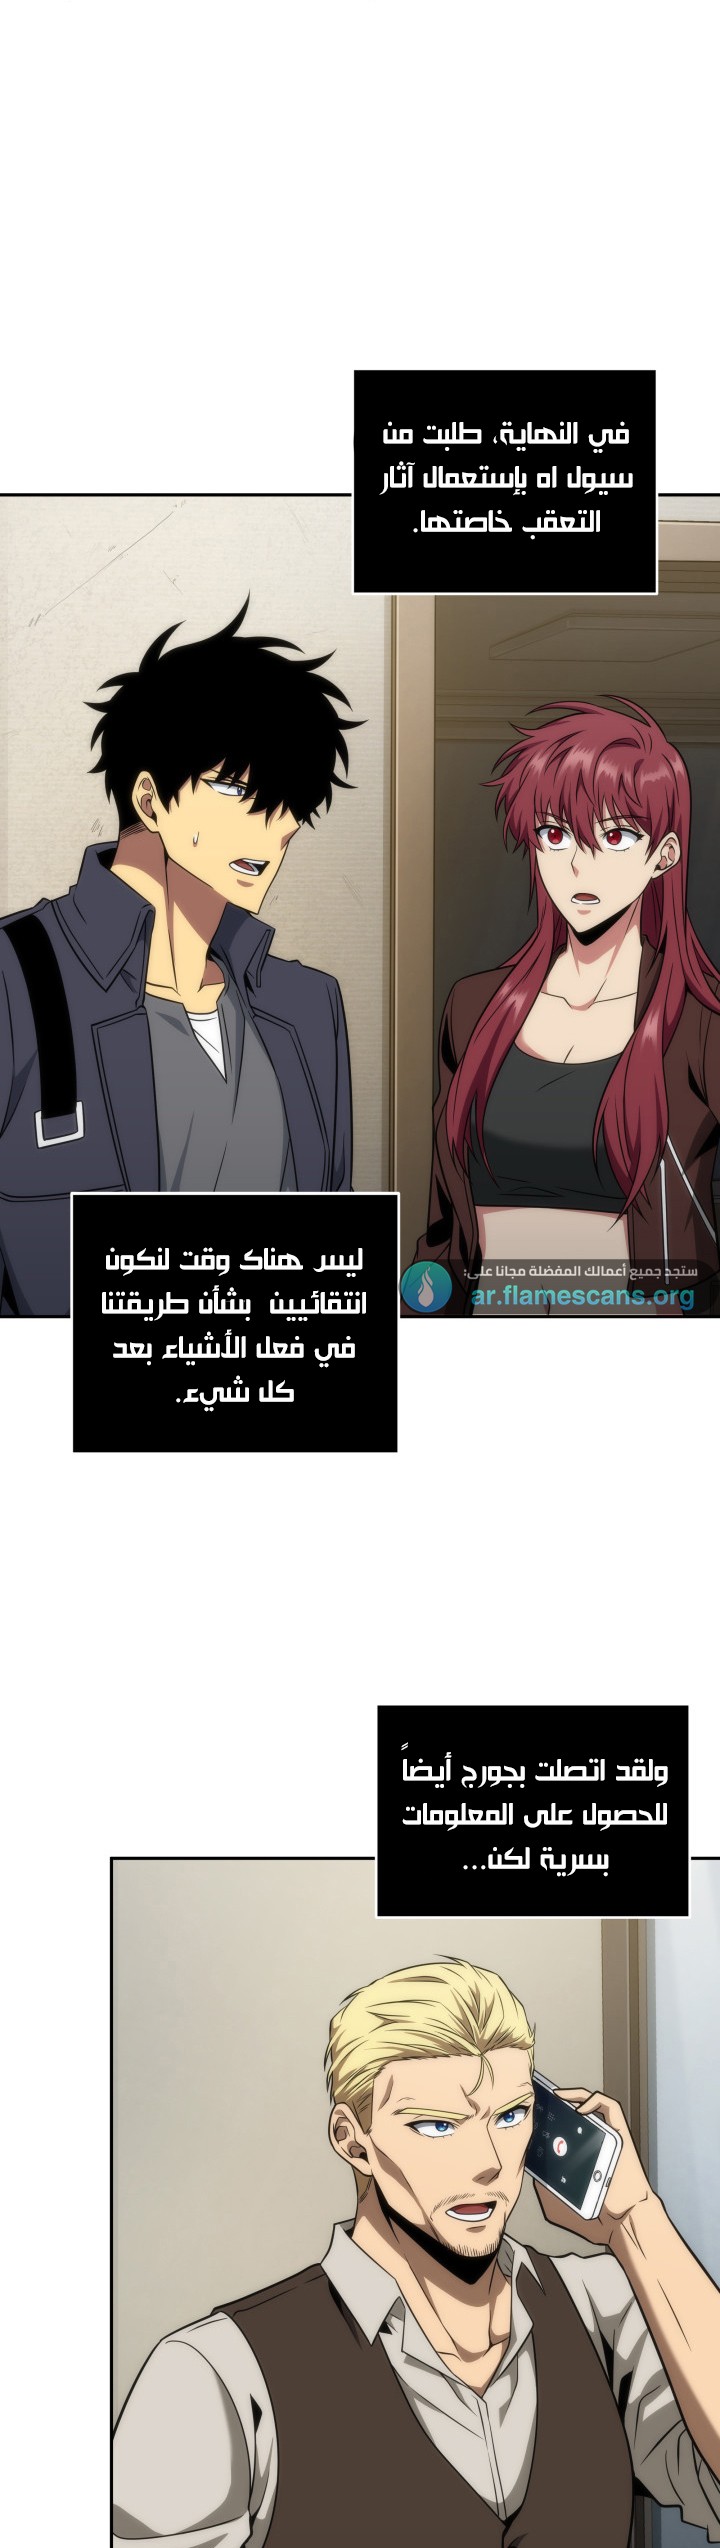 في النهاية، طلبت من
سيول اه بإستعمال آثار
التعقب خاصتها.
ليس هناك وقت لنكون
انتقائيين بشأن طريقتنا
في فعل الأشياء بعد
كل شيء.
ستجد جميع أعمالك المفضلة مجانا على:
ar.flamescans.org
ولقد اتصلت بجورج أيضاً
للحصول على المعلومات
بسرية لكن...